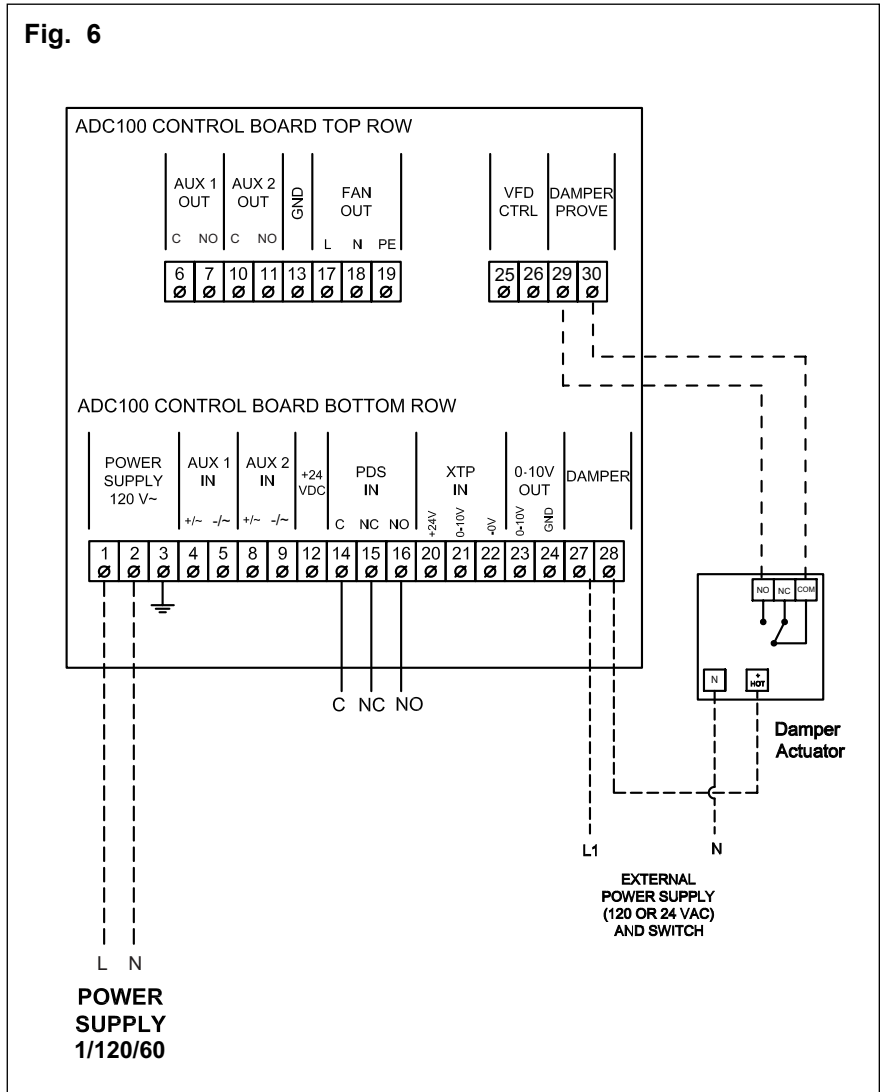 Fig. 6
ADC100 CONTROL BOARD TOP ROW
AUX 1 OUT
AUX 2 OUT
GND
FAN OUT
VFD CTRL
DAMPER PROVE
C NO C NO L N PE
6 7 10 11 13 17 18 19 25 26 29 30
ADC100 CONTROL BOARD BOTTOM ROW
POWER SUPPLY 120 V~
AUX 1 IN
AUX 2 IN
+24 VDC
PDS IN
XTP IN
0-10V OUT
DAMPER
+/~ -/~ +/~ -/~ C NC NO +24V 0-10V -0V 0-10V GND
1 2 3 4 5 8 9 12 14 15 16 20 21 22 23 24 27 28
NO NC COM
C NC NO
N + HOT
Damper
Actuator
L1 N
EXTERNAL
POWER SUPPLY
(120 OR 24 VAC)
AND SWITCH
L N
POWER
SUPPLY
1/120/60